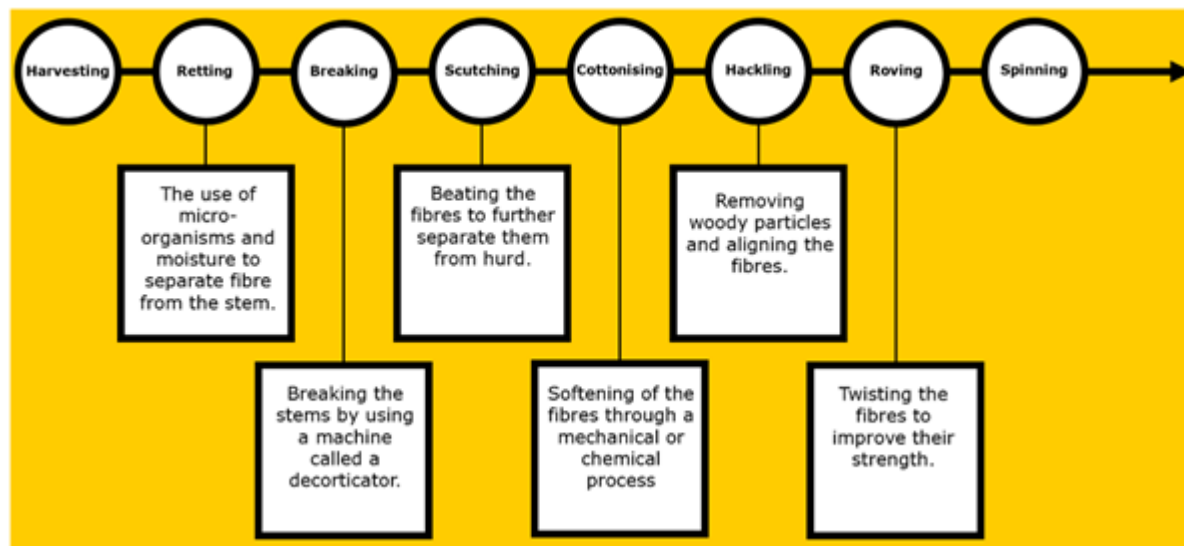 Harvesting
Retting
Breaking
Scutching
Cottonising
Hackling
Roving
Spinning
The use of
micro-
organisms and
moisture to
separate fibre
from the stem.
Breaking the
stems by using
a machine
called a
decorticator.
Beating the
fibres to further
separate them
from hurd.
Softening of the
fibres through a
mechanical or
chemical
process
Removing
woody particles
and aligning the
fibres.
Twisting the
fibres to
improve their
strength.